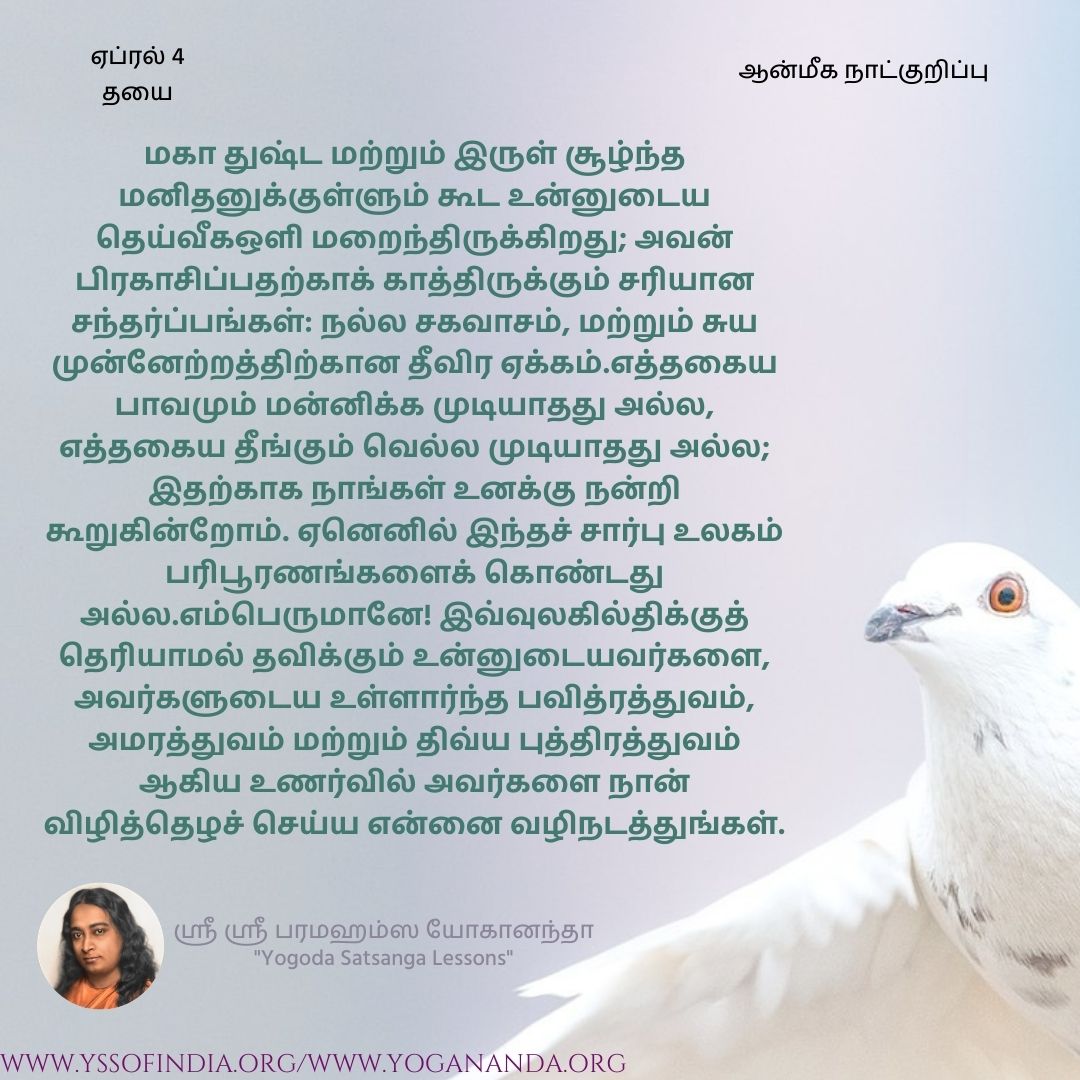 ஏப்ரல் 4
தயை
ஆன்மீக நாட்குறிப்பு
மகா துஷ்ட மற்றும் இருள் சூழ்ந்த
மனிதனுக்குள்ளும் கூட உன்னுடைய
தெய்வீகஒளி மறைந்திருக்கிறது; அவன்
பிரகாசிப்பதற்காக் காத்திருக்கும் சரியான
சந்தர்ப்பங்கள்: நல்ல சகவாசம், மற்றும் சுய
முன்னேற்றத்திற்கான தீவிர ஏக்கம்.எத்தகைய
பாவமும் மன்னிக்க முடியாதது அல்ல,
எத்தகைய தீங்கும் வெல்ல முடியாதது அல்ல;
இதற்காக நாங்கள் உனக்கு நன்றி
கூறுகின்றோம். ஏனெனில் இந்தச் சார்பு உலகம்
பரிபூரணங்களைக் கொண்டது
அல்ல.எம்பெருமானே! இவ்வுலகில்திக்குத்
தெரியாமல் தவிக்கும் உன்னுடையவர்களை,
அவர்களுடைய உள்ளார்ந்த பவித்ரத்துவம்,
அமரத்துவம் மற்றும் திவ்ய புத்திரத்துவம்
ஆகிய உணர்வில் அவர்களை நான்
விழித்தெழச் செய்ய என்னை வழிநடத்துங்கள்.
ஸ்ரீ ஸ்ரீ பரமஹம்ஸ யோகானந்தா
"Yogoda Satsanga Lessons"
WWW.YSSOFINDIA.ORG/WWW.YOGANANDA.ORG